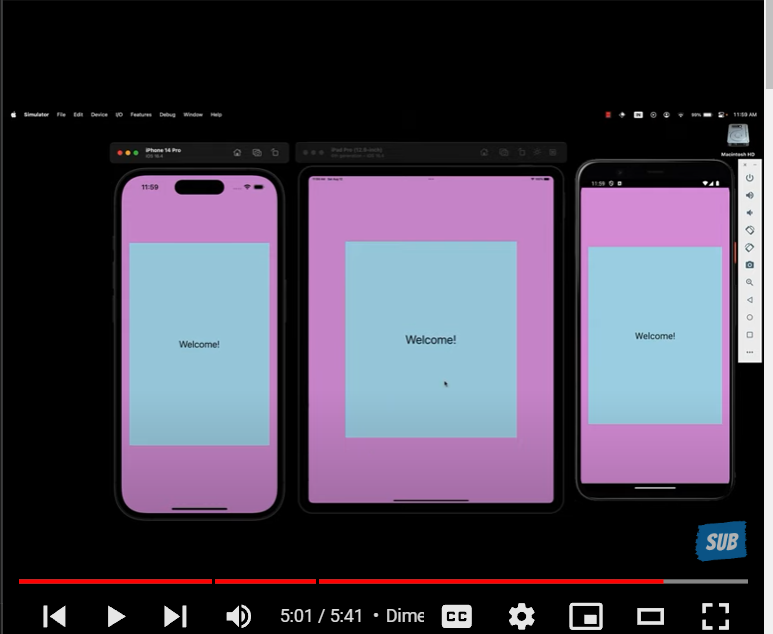 Simulator File Edit Device I/O Features Debug Window Help
11:59 AM
Macintosh HD
iPhone 14 Pro
iOS 16.4
iPad Pro (12.9-inch)
11:59
11:59
Welcome!
Welcome!
Welcome!
SUB
5:01 / 5:41 • Dime
CC